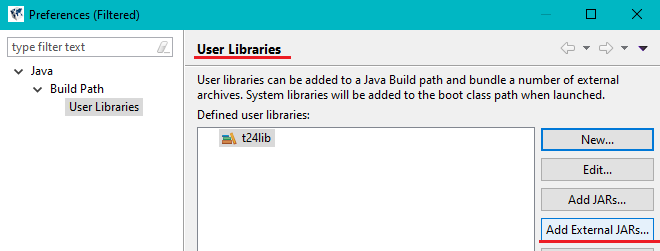 Preferences (Filtered)
type filter text
Java
Build Path
User Libraries
User Libraries
User libraries can be added to a Java Build path and bundle a number of external
archives. System libraries will be added to the boot class path when launched.
Defined user libraries:
t24lib
New...
Edit...
Add JARs...
Add External JARs...